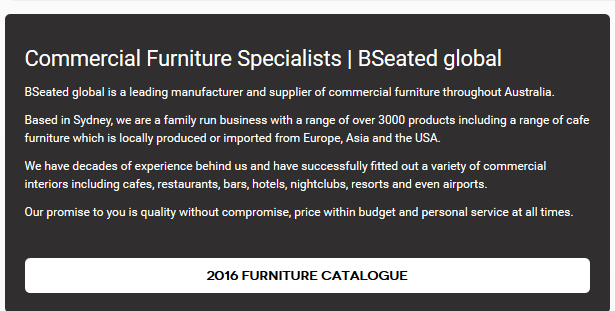 Commercial Furniture Specialists | BSeated global
BSeated global is a leading manufacturer and supplier of commercial furniture throughout Australia.
Based in Sydney, we are a family run business with a range of over 3000 products including a range of cafe
furniture which is locally produced or imported from Europe, Asia and the USA.
We have decades of experience behind us and have successfully fitted out a variety of commercial
interiors including cafes, restaurants, bars, hotels, nightclubs, resorts and even airports.
Our promise to you is quality without compromise, price within budget and personal service at all times.
2016 FURNITURE CATALOGUE